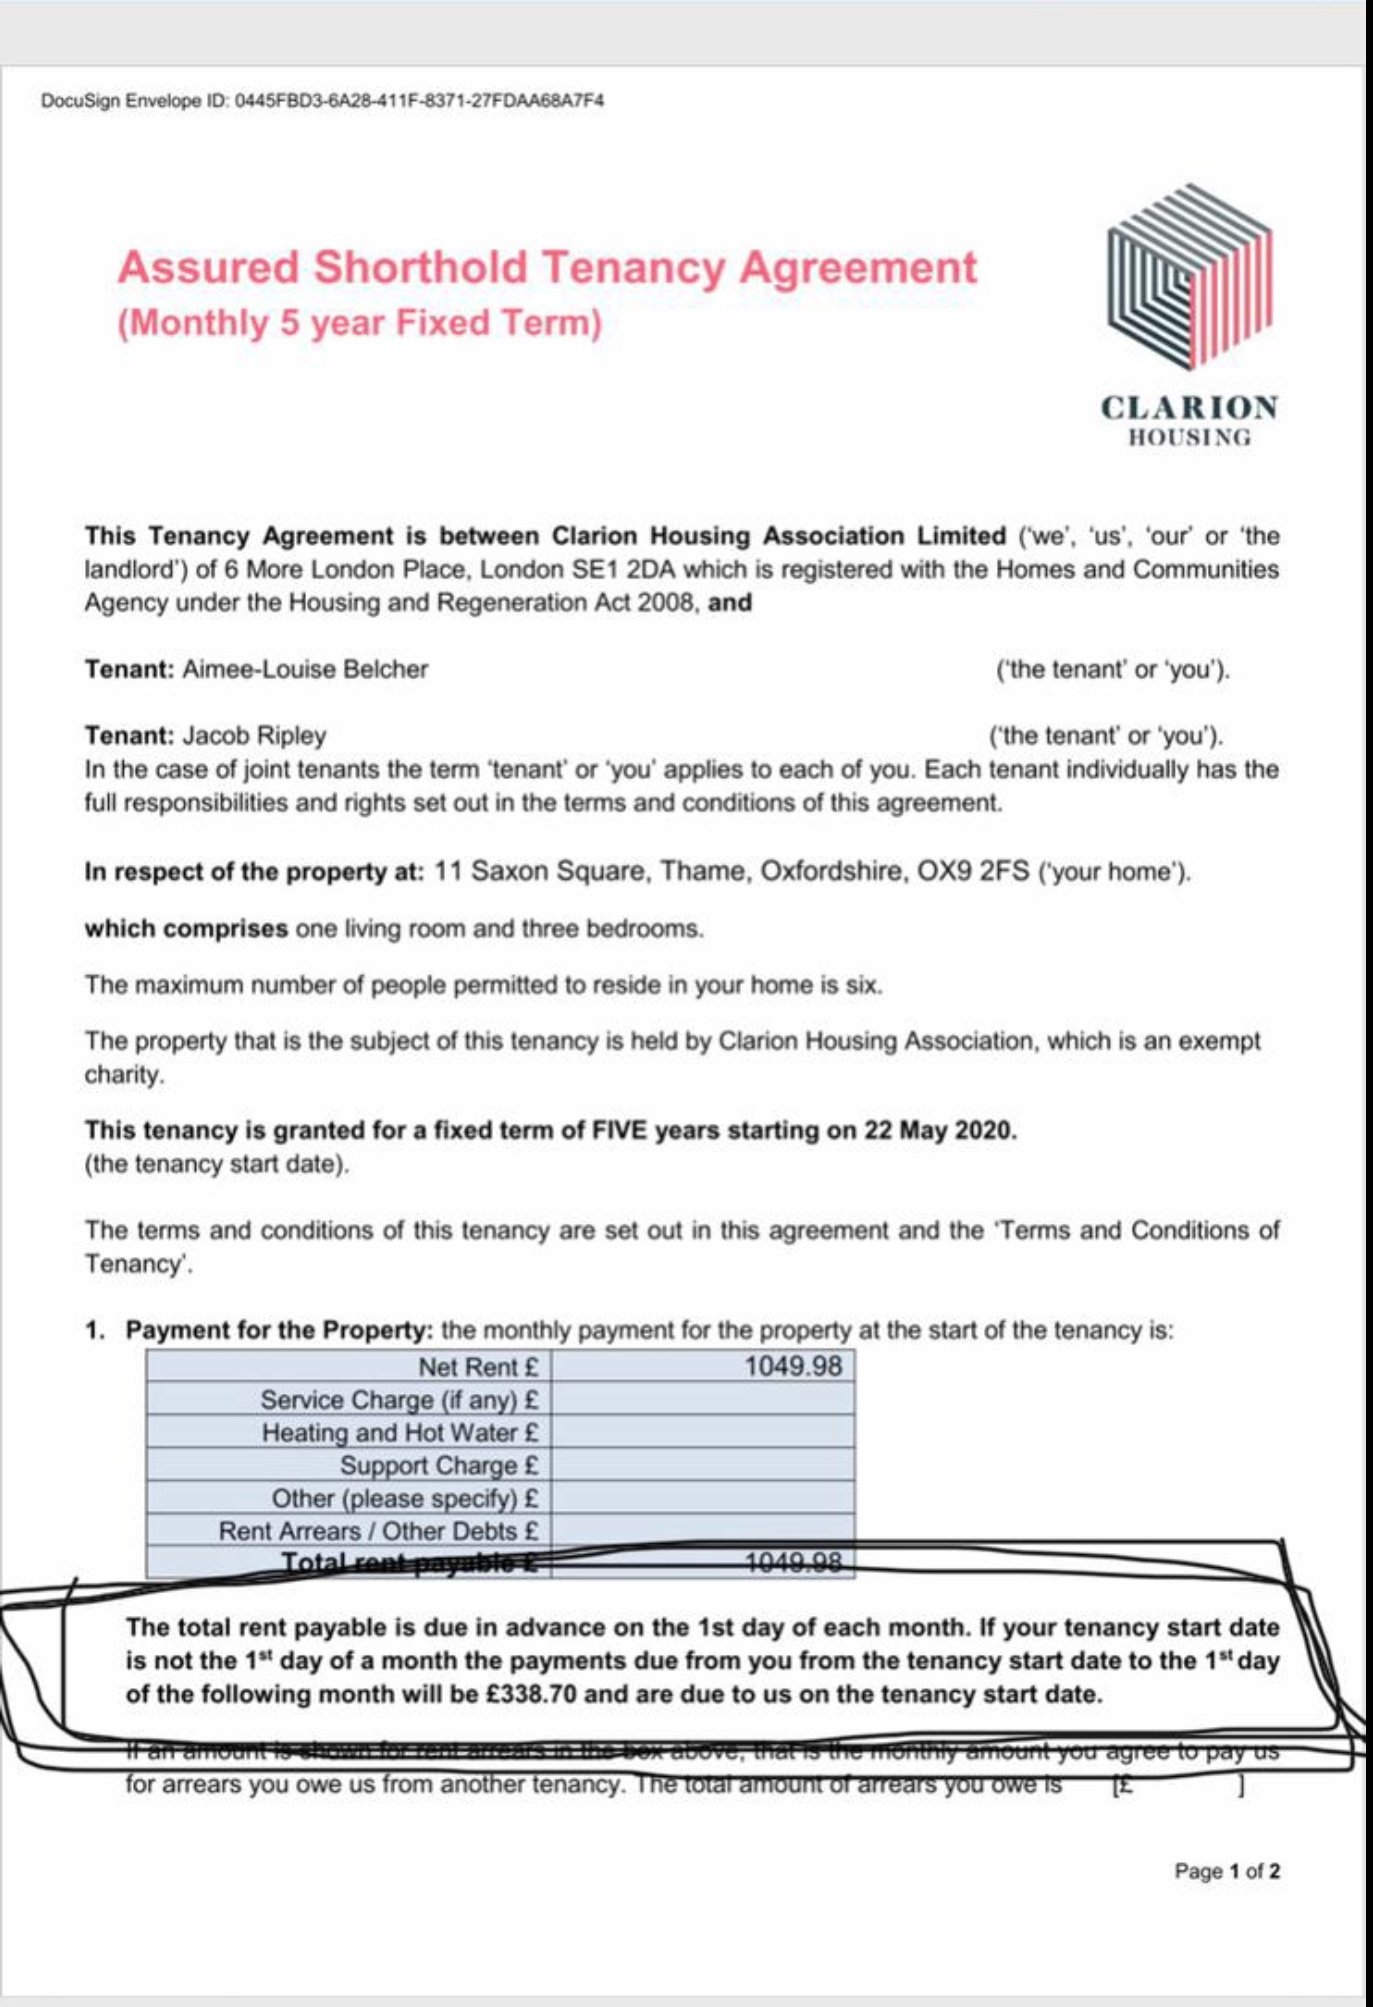 DocuSign Envelope ID: 0445FBD3-6A28-411F-8371-27FDAA68A7F4
Assured Shorthold Tenancy Agreement
(Monthly 5 year Fixed Term)
CLARION
HOUSING
This Tenancy Agreement is between Clarion Housing Association Limited ('we', 'us', 'our' or 'the
landlord') of 6 More London Place, London SE1 2DA which is registered with the Homes and Communities
Agency under the Housing and Regeneration Act 2008, and
Tenant: Aimee-Louise Belcher ('the tenant' or 'you').
Tenant: Jacob Ripley ('the tenant' or 'you').
In the case of joint tenants the term 'tenant' or 'you' applies to each of you. Each tenant individually has the
full responsibilities and rights set out in the terms and conditions of this agreement.
In respect of the property at: 11 Saxon Square, Thame, Oxfordshire, OX9 2FS ('your home').
which comprises one living room and three bedrooms.
The maximum number of people permitted to reside in your home is six.
The property that is the subject of this tenancy is held by Clarion Housing Association, which is an exempt
charity.
This tenancy is granted for a fixed term of FIVE years starting on 22 May 2020.
(the tenancy start date).
The terms and conditions of this tenancy are set out in this agreement and the 'Terms and Conditions of
Tenancy'.
1. Payment for the Property: the monthly payment for the property at the start of the tenancy is:
Net Rent £ 1049.98
Service Charge (if any) £
Heating and Hot Water £
Support Charge £
Other (please specify) £
Rent Arrears / Other Debts £
Total rent payable £ 1049.98
The total rent payable is due in advance on the 1st day of each month. If your tenancy start date
is not the 1st day of a month the payments due from you from the tenancy start date to the 1st day
of the following month will be £338.70 and are due to us on the tenancy start date.
If an amount is shown for rent arrears in the box above, that is the monthly amount you agree to pay us
for arrears you owe us from another tenancy. The total amount of arrears you owe is [£ ]
Page 1 of 2